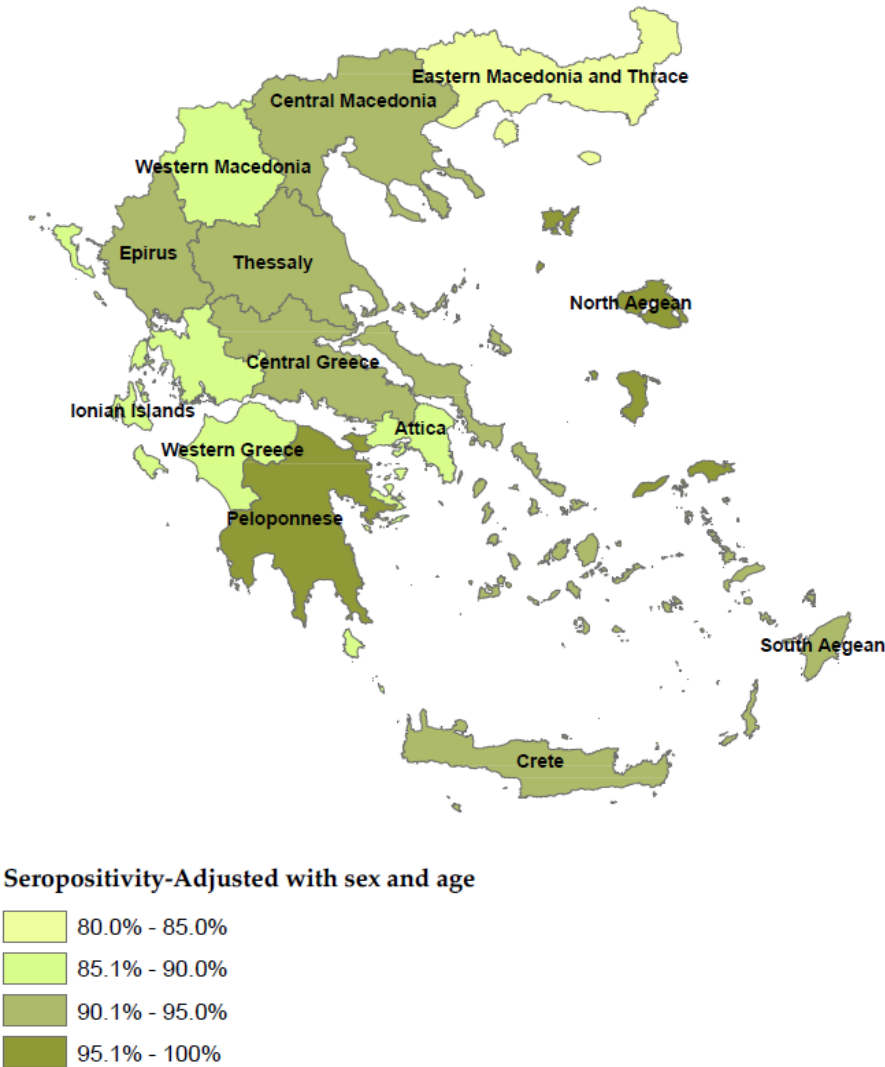 Eastern Macedonia and Thrace
Central Macedonia
Western Macedonia
Epirus
Thessaly
North Aegean
Central Greece
Ionian Islands
Attica
Western Greece
Peloponnese
South Aegean
Crete
Seropositivity-Adjusted with sex and age
80.0% - 85.0%
85.1% - 90.0%
90.1% - 95.0%
95.1% - 100%